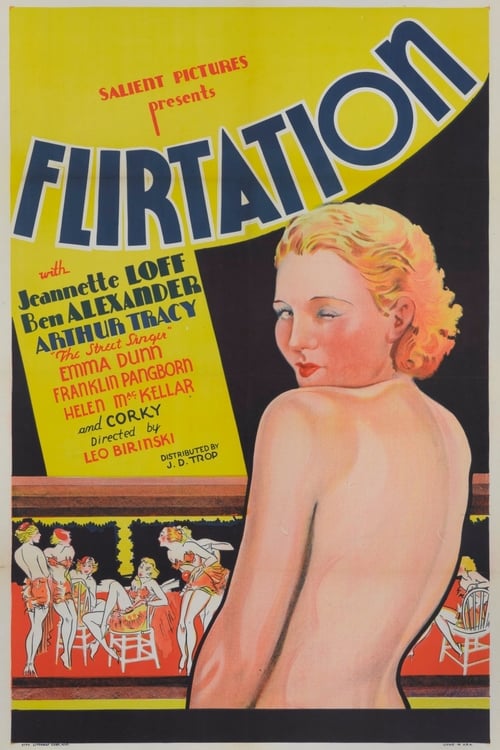 SALIENT PICTURES
presents
FLIRTATION
with
Jeannette LOFF
Ben ALEXANDER
ARTHUR TRACY
"The Street Singer"
EMMA DUNN
FRANKLIN PANGBORN
HELEN MacKELLAR
and CORKY
Directed by
LEO BIRINSKI
DISTRIBUTED BY
J. D. TROP